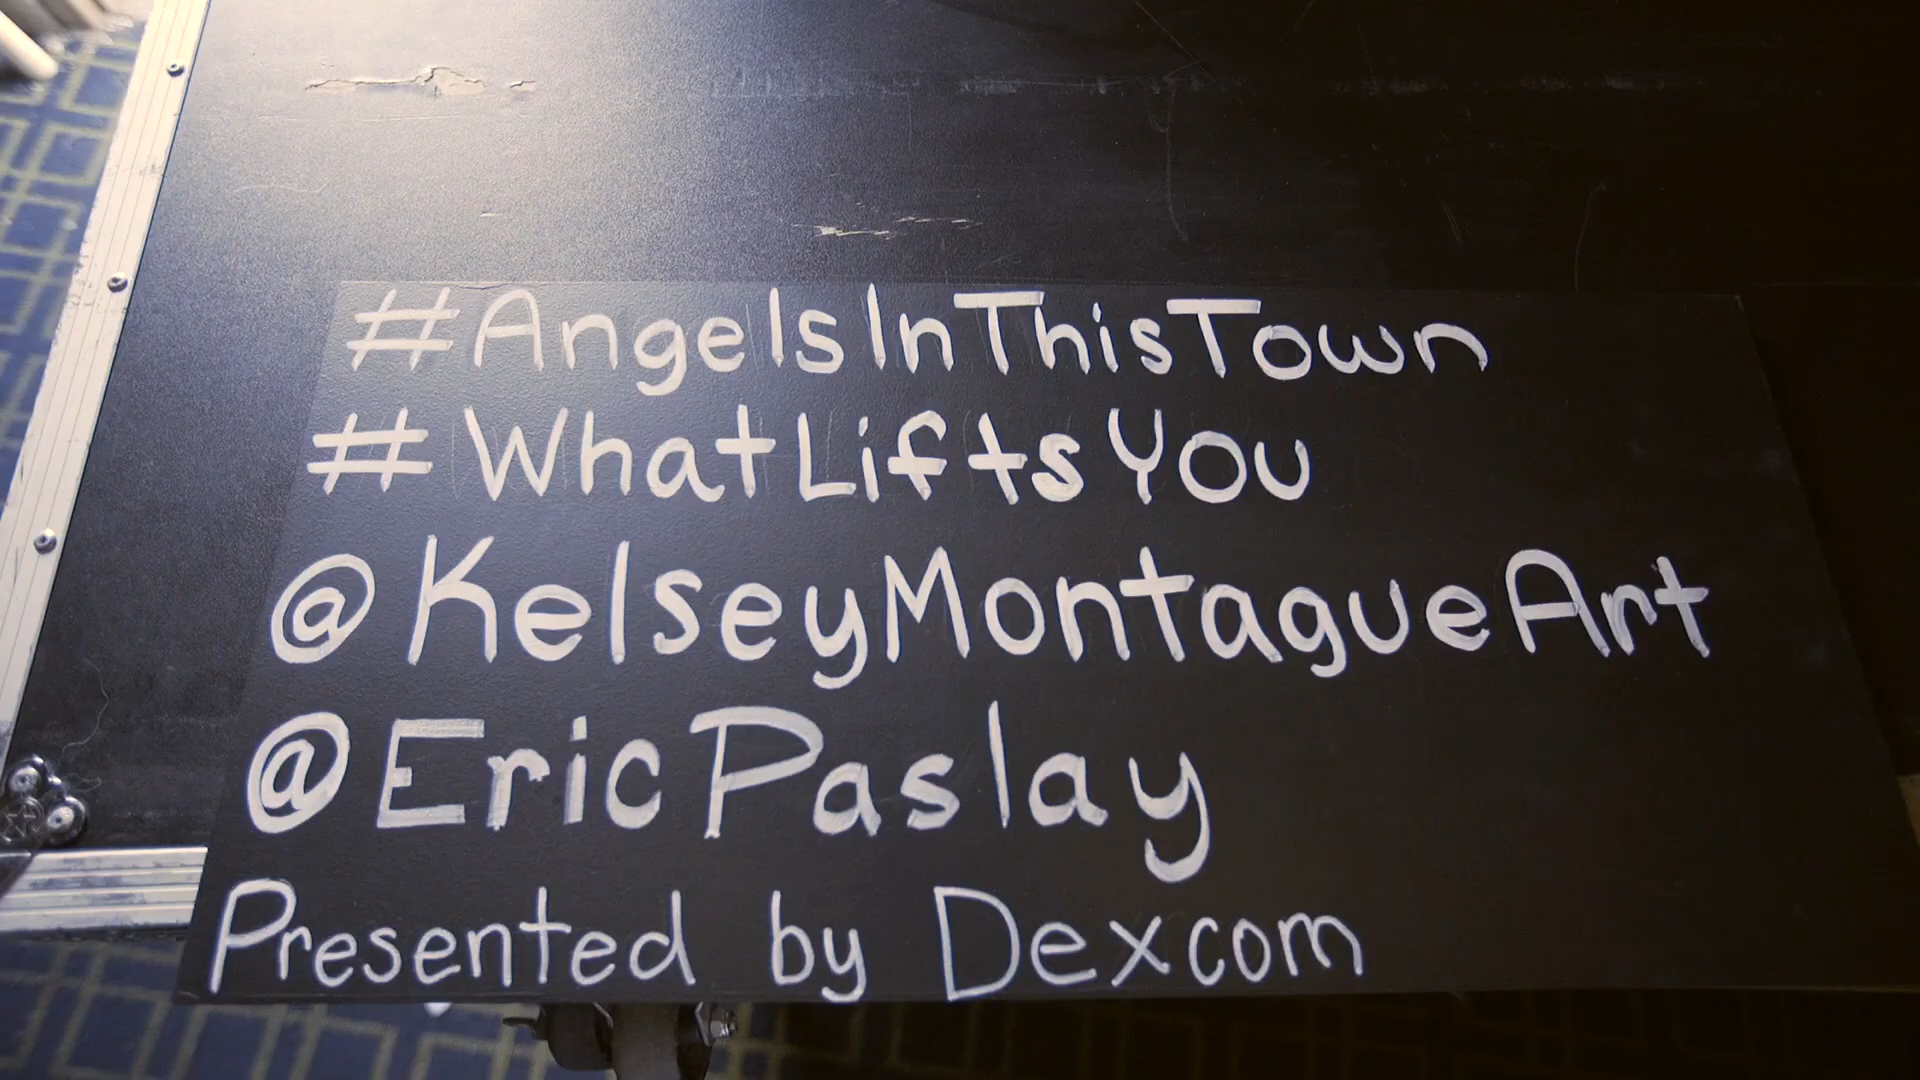 #AngelsInThisTown
#WhatLiftsYou
@KelseyMontagueArt
@EricPaslay
Presented by Dexcom